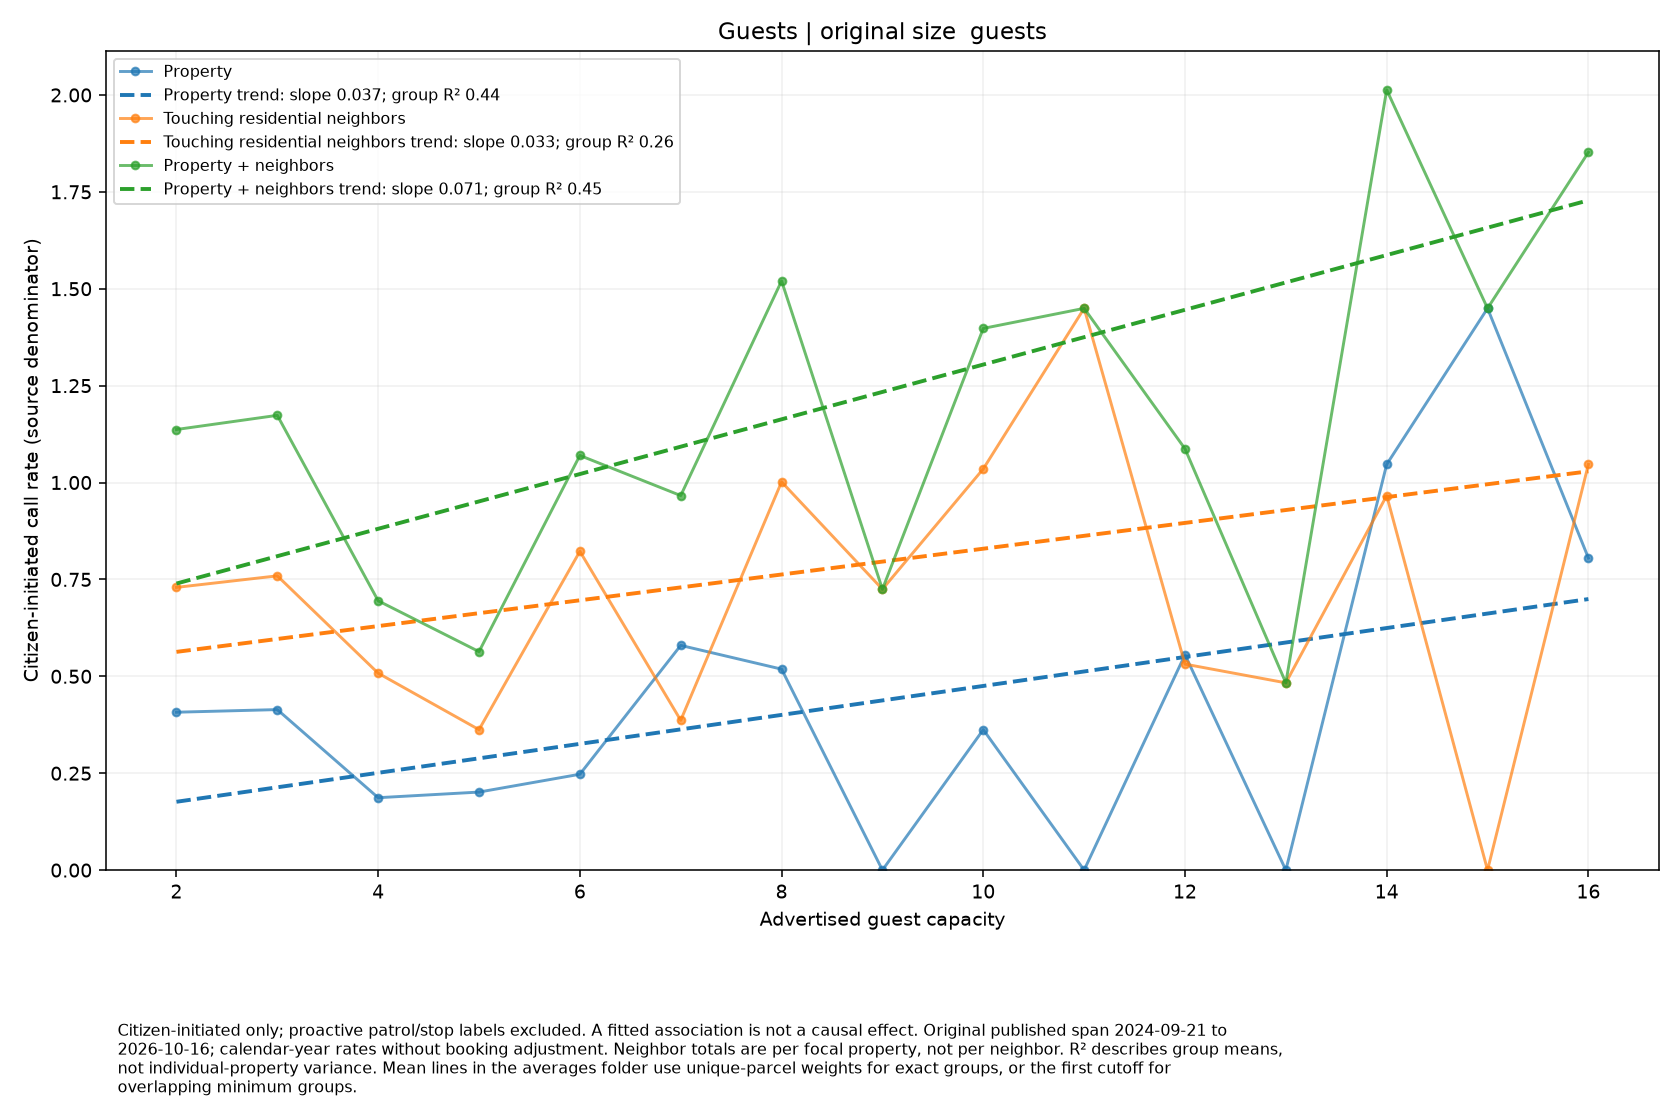 Guests | original size  guests
Property
Property trend: slope 0.037; group R² 0.44
Touching residential neighbors
Touching residential neighbors trend: slope 0.033; group R² 0.26
Property + neighbors
Property + neighbors trend: slope 0.071; group R² 0.45
Citizen-initiated call rate (source denominator)
2.00
1.75
1.50
1.25
1.00
0.75
0.50
0.25
0.00
2 4 6 8 10 12 14 16
Advertised guest capacity
Citizen-initiated only; proactive patrol/stop labels excluded. A fitted association is not a causal effect. Original published span 2024-09-21 to
2026-10-16; calendar-year rates without booking adjustment. Neighbor totals are per focal property, not per neighbor. R² describes group means,
not individual-property variance. Mean lines in the averages folder use unique-parcel weights for exact groups, or the first cutoff for
overlapping minimum groups.